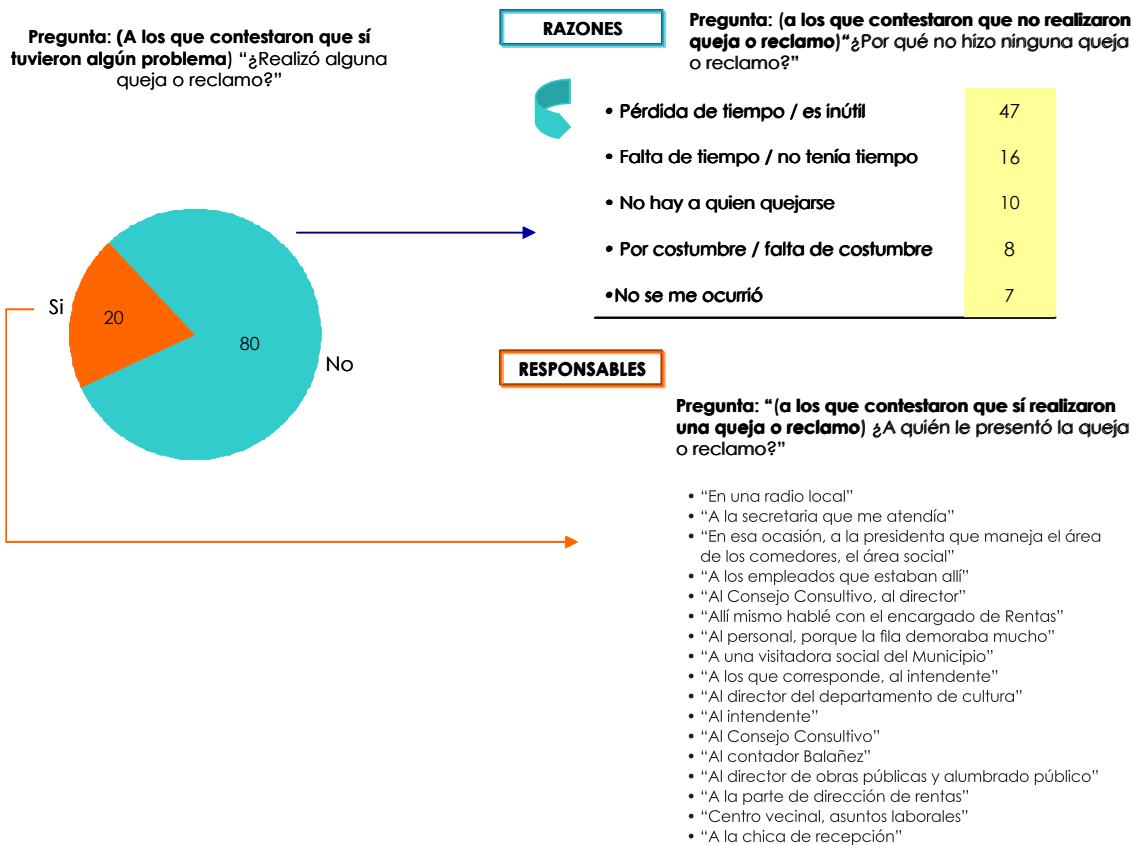 Pregunta: (A los que contestaron que sí
tuvieron algún problema) “¿Realizó alguna
queja o reclamo?”
Si
20
80
No
RAZONES
Pregunta: (a los que contestaron que no realizaron
queja o reclamo)“¿Por qué no hizo ninguna queja
o reclamo?”
• Pérdida de tiempo / es inútil 47
• Falta de tiempo / no tenía tiempo 16
• No hay a quien quejarse 10
• Por costumbre / falta de costumbre 8
•No se me ocurrió 7
RESPONSABLES
Pregunta: “(a los que contestaron que sí realizaron
una queja o reclamo) ¿A quién le presentó la queja
o reclamo?”
• “En una radio local”
• “A la secretaria que me atendía”
• “En esa ocasión, a la presidenta que maneja el área
de los comedores, el área social”
• “A los empleados que estaban allí”
• “Al Consejo Consultivo, al director”
• “Allí mismo hablé con el encargado de Rentas”
• “Al personal, porque la fila demoraba mucho”
• “A una visitadora social del Municipio”
• “A los que corresponde, al intendente”
• “Al director del departamento de cultura”
• “Al intendente”
• “Al Consejo Consultivo”
• “Al contador Balañez”
• “Al director de obras públicas y alumbrado público”
• “A la parte de dirección de rentas”
• “Centro vecinal, asuntos laborales”
• “A la chica de recepción”